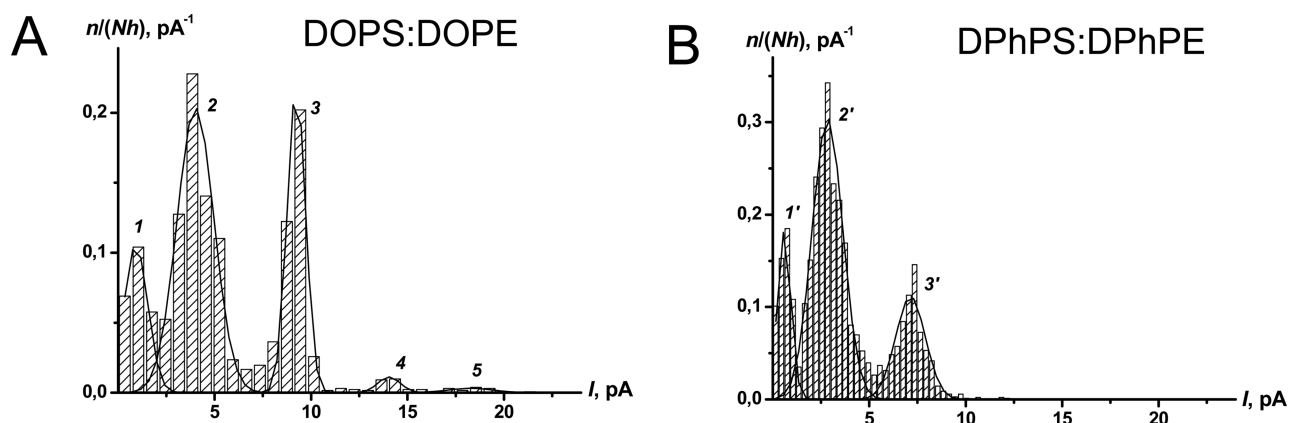 A
n/(Nh), pA⁻¹
DOPS:DOPE
0,2
0,1
0,0
1
2
3
4
5
5
10
15
20
I, pA
B
n/(Nh), pA⁻¹
DPhPS:DPhPE
0,3
0,2
0,1
0,0
1'
2'
3'
5
10
15
20
I, pA